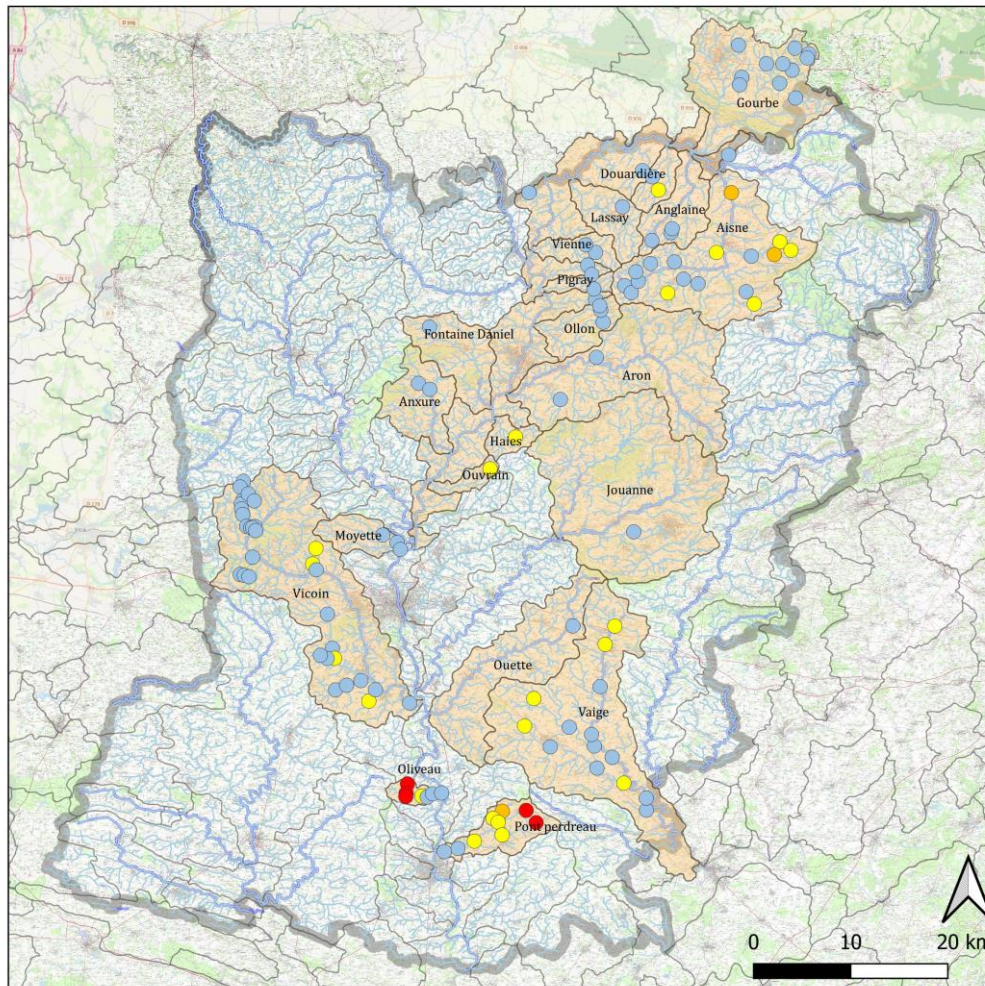 Gourbe
Douardière
Lassay
Anglaine
Aisne
Vienne
Pigray
Fontaine Daniel
Ollon
Aron
Anxure
Haies
Ouvrain
Jouanne
Moyette
Vicoin
Ouette
Vaige
Oliveau
Pont perdreau
0 10 20 km